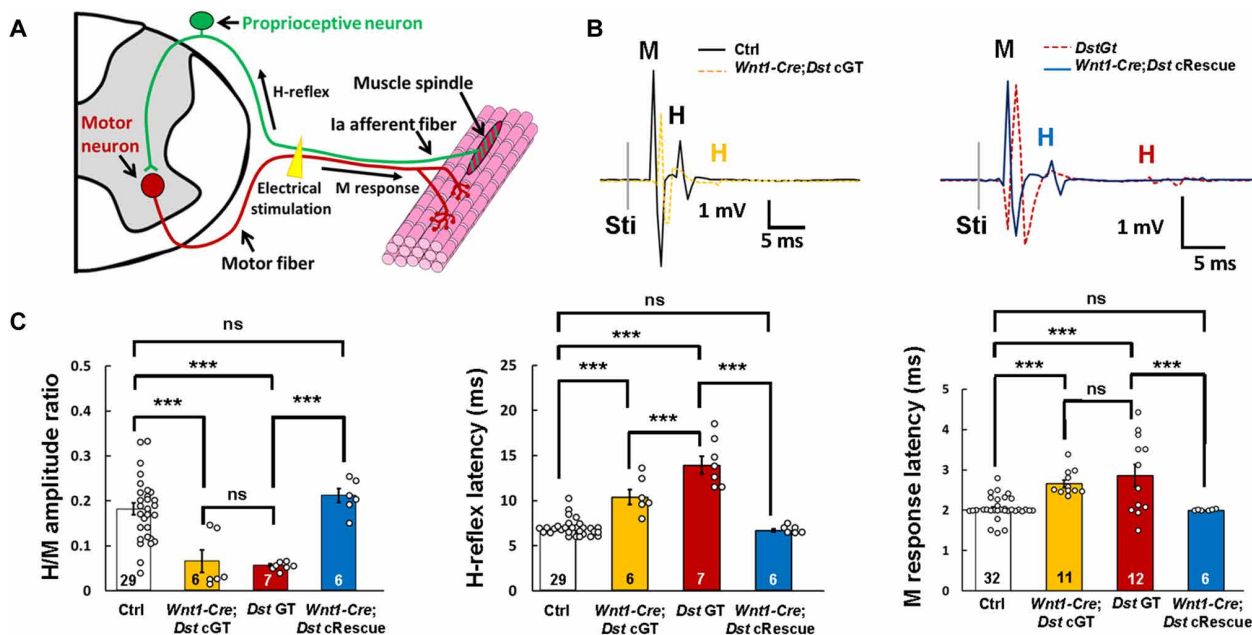 A
Proprioceptive neuron
H-reflex
Muscle spindle
Ia afferent fiber
Motor
neuron
Electrical
stimulation
M response
Motor fiber
B
M
Ctrl
Wnt1-Cre;Dst cGT
H
H
Sti
1 mV
5 ms
M
DstGt
Wnt1-Cre;Dst cRescue
H
H
Sti
1 mV
5 ms
C
H/M amplitude ratio
0.5
0.4
0.3
0.2
0.1
0
ns
***
***
***
ns
29
6
7
6
Ctrl
Wnt1-Cre;
Dst cGT
Dst GT
Wnt1-Cre;
Dst cRescue
H-reflex latency (ms)
25
20
15
10
5
0
ns
***
***
***
***
29
6
7
6
Ctrl
Wnt1-Cre;
Dst cGT
Dst GT
Wnt1-Cre;
Dst cRescue
M response latency (ms)
5
4
3
2
1
0
ns
***
***
***
ns
32
11
12
6
Ctrl
Wnt1-Cre;
Dst cGT
Dst GT
Wnt1-Cre;
Dst cRescue